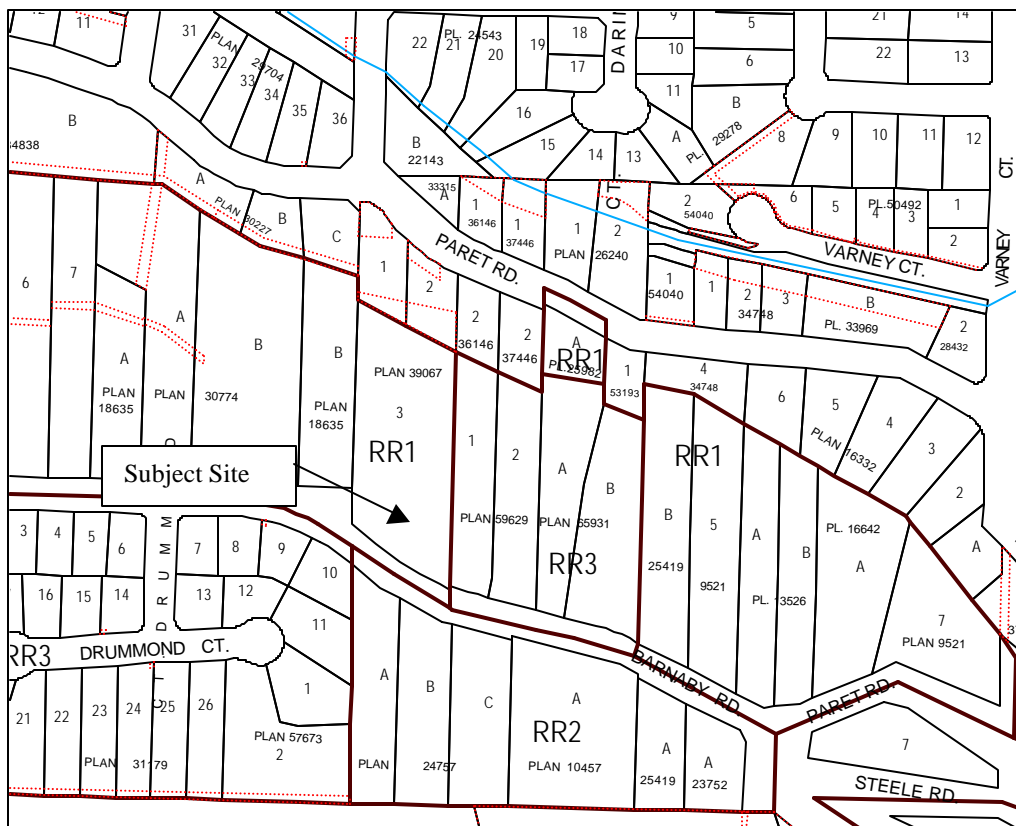 11
31
PLAN
29704
32
33
34
35
36
22
21
PL. 24543
20
19
18
17
16
15
14
13
9
10
11
5
6
B
PL. 29278
A
8
9
10
11
12
21
14
22
13
B
34838
B
22143
33315
A
1
36146
1
37446
1
PLAN 26240
2
CT.
2
54040
6
5
PL.50492
4
3
1
2
CT.
VARNEY
VARNEY CT.
A
PLAN 30227
B
C
PARET RD.
1
2
2
36146
2
37446
A
PL.25982
RR1
1
53193
1
54040
1
2
34748
3
B
PL. 33969
2
28432
4
34748
6
5
PLAN 16332
4
3
2
A
6
7
A
PLAN
18635
A
PLAN
B
30774
B
PLAN
18635
PLAN 39067
3
RR1
1
2
PLAN 59629
A
B
PLAN 65931
RR3
RR1
B
25419
5
9521
A
B
PL. 13526
PL. 16642
A
7
PLAN 9521
Subject Site
3
4
5
6
DRUMM
7
8
9
10
16
15
14
13
12
11
RR3
DRUMMOND CT.
1
21
22
23
24
25
26
PLAN 31179
PLAN 57673
2
A
B
C
PLAN 24757
A
RR2
PLAN 10457
A
25419
A
23752
BARNABY RD.
PARET RD.
7
STEELE RD.